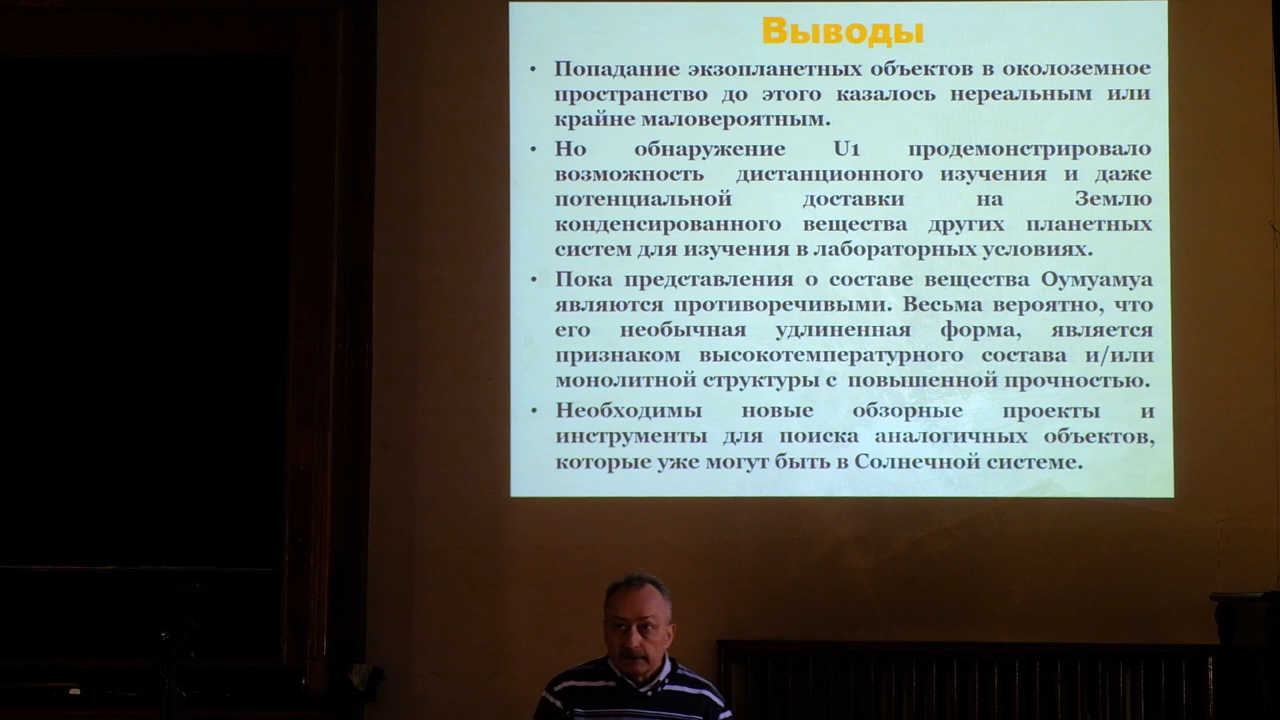 Выводы
• Попадание экзопланетных объектов в околоземное
пространство до этого казалось нереальным или
крайне маловероятным.
• Но обнаружение U1 продемонстрировало
возможность дистанционного изучения и даже
потенциальной доставки на Землю
конденсированного вещества других планетных
систем для изучения в лабораторных условиях.
• Пока представления о составе вещества Оумуамуа
являются противоречивыми. Весьма вероятно, что
его необычная удлиненная форма, является
признаком высокотемпературного состава и/или
монолитной структуры с повышенной прочностью.
• Необходимы новые обзорные проекты и
инструменты для поиска аналогичных объектов,
которые уже могут быть в Солнечной системе.